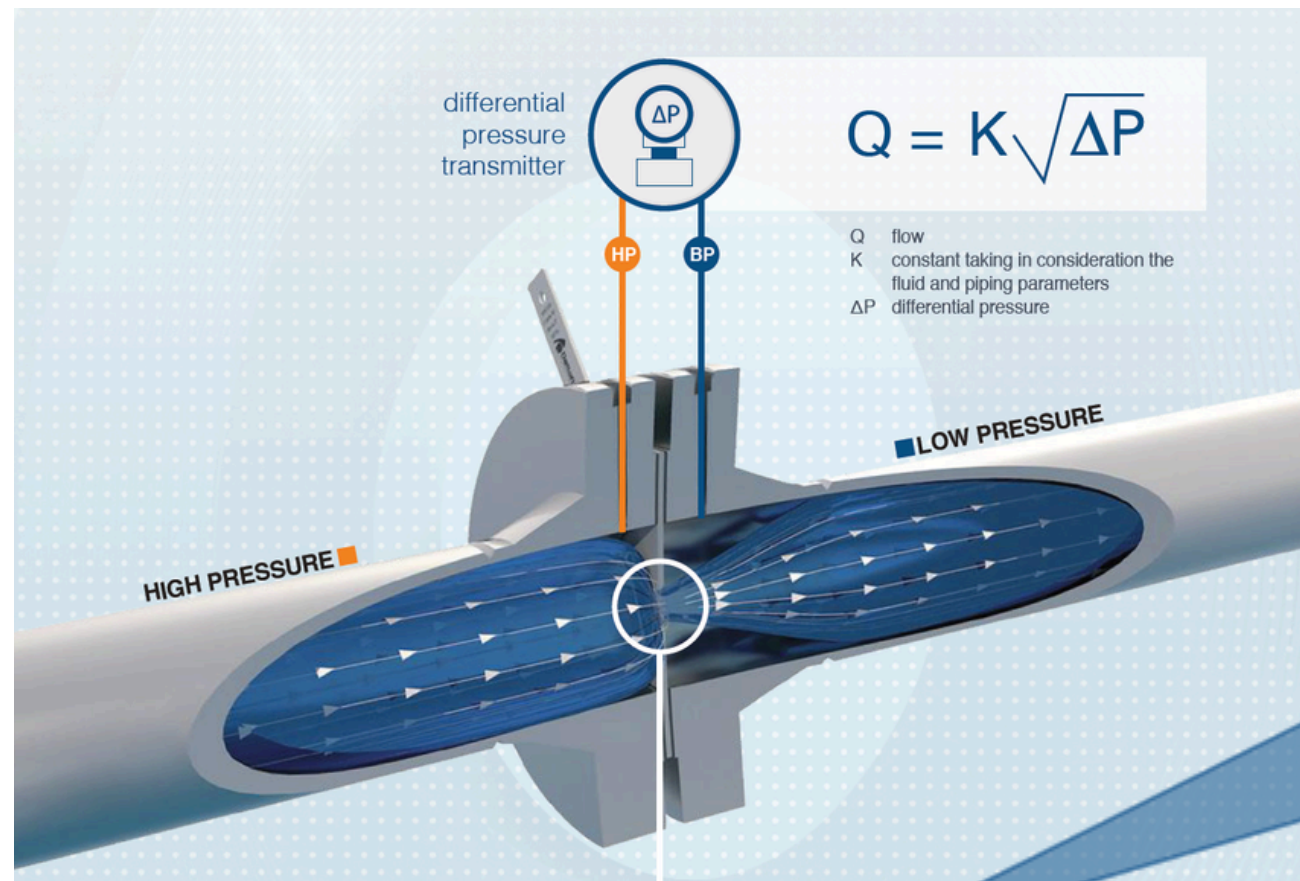 differential
pressure
transmitter
ΔP
Q = K√ΔP
Q flow
K constant taking in consideration the
fluid and piping parameters
ΔP differential pressure
HP
BP
LOW PRESSURE
HIGH PRESSURE